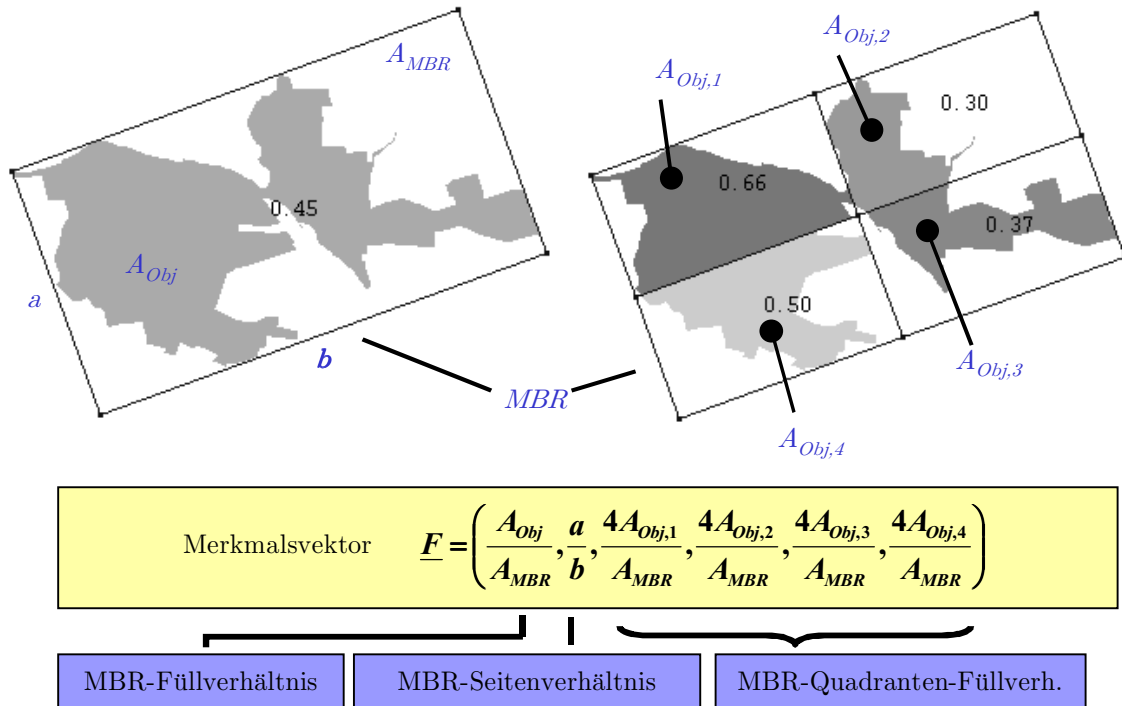 A_MBR
0.45
A_Obj
a
b
MBR
A_Obj,1
A_Obj,2
0.30
0.66
0.37
0.50
A_Obj,3
A_Obj,4
Merkmalsvektor F = ( A_Obj / A_MBR , a / b , 4A_Obj,1 / A_MBR , 4A_Obj,2 / A_MBR , 4A_Obj,3 / A_MBR , 4A_Obj,4 / A_MBR )
MBR-Füllverhältnis
MBR-Seitenverhältnis
MBR-Quadranten-Füllverh.